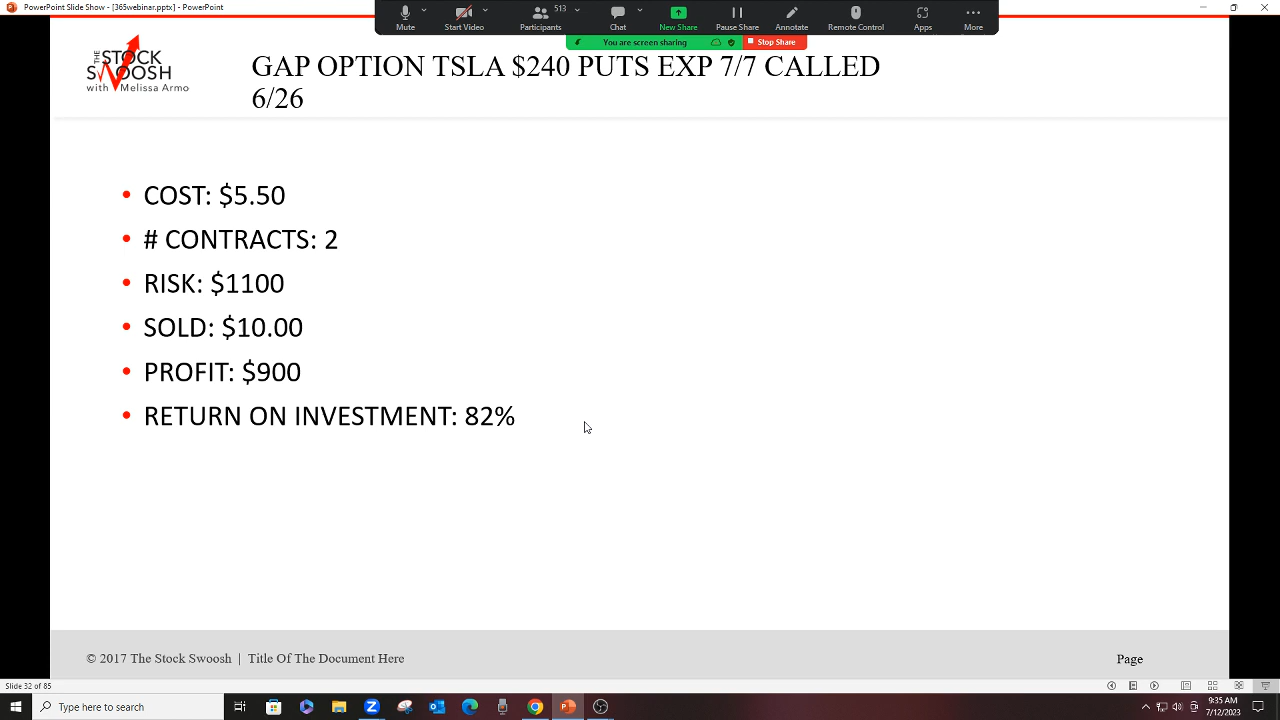 PowerPoint Slide Show - [365webinar.pptx] - PowerPoint
Mute
Start Video
513
Participants
Chat
New Share
Pause Share
Annotate
Remote Control
Apps
More
You are screen sharing
Stop Share
THE STOCK
SWOOSH
with Melissa Armo
GAP OPTION TSLA $240 PUTS EXP 7/7 CALLED
6/26
• COST: $5.50
• # CONTRACTS: 2
• RISK: $1100
• SOLD: $10.00
• PROFIT: $900
• RETURN ON INVESTMENT: 82%
© 2017 The Stock Swoosh | Title Of The Document Here
Page
Slide 32 of 85
Type here to search
9:35 AM
7/12/2023